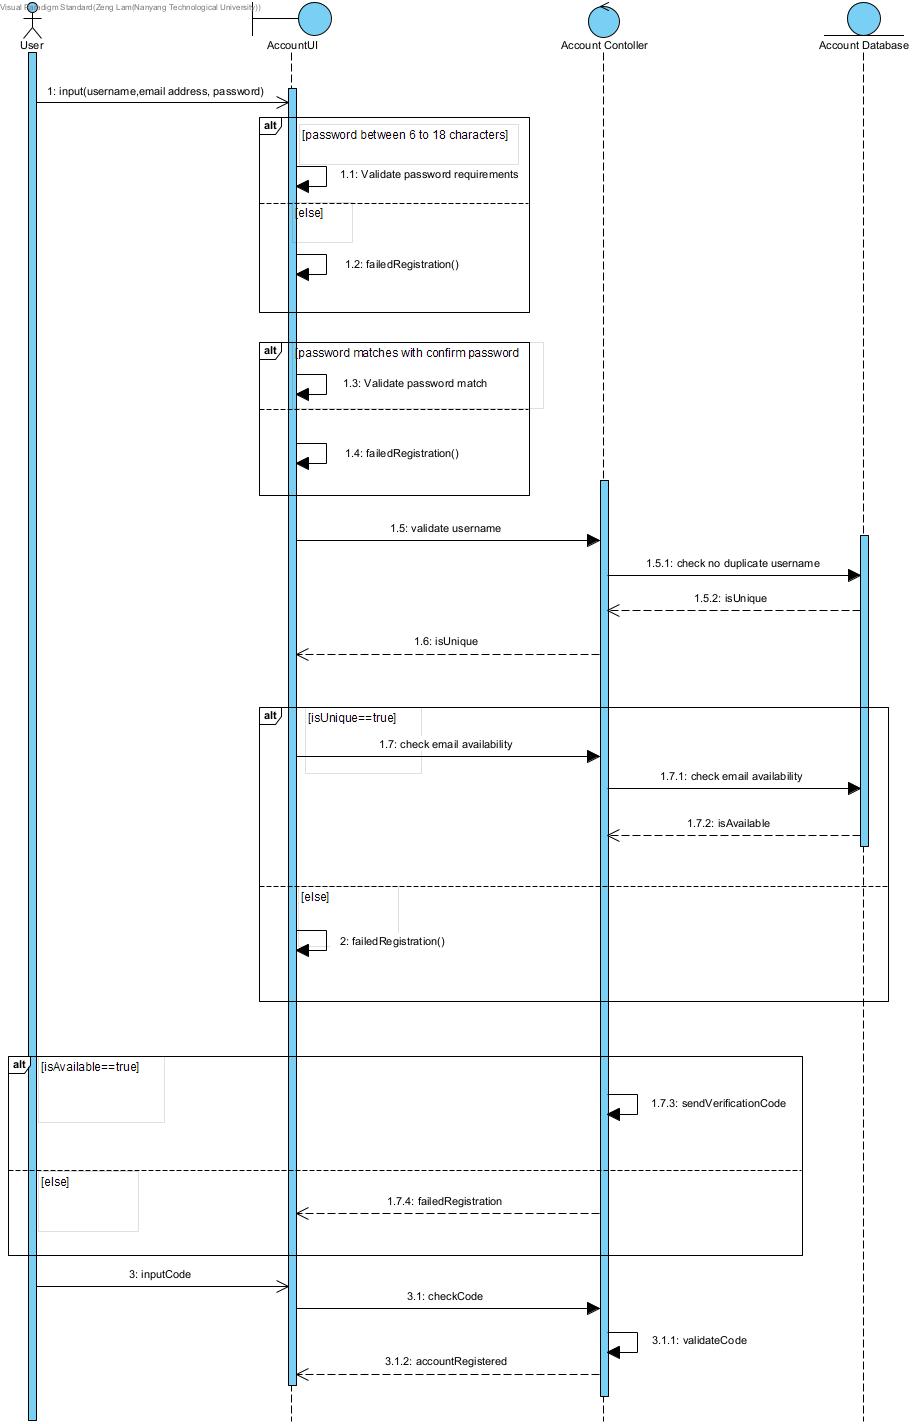 Visual Paradigm Standard(Zeng Lam(Nanyang Technological University))
User
AccountUI
Account Contoller
Account Database
1: input(username,email address, password)
alt
[password between 6 to 18 characters]
1.1: Validate password requirements
[else]
1.2: failedRegistration()
alt
[password matches with confirm password
1.3: Validate password match
1.4: failedRegistration()
1.5: validate username
1.5.1: check no duplicate username
1.5.2: isUnique
1.6: isUnique
alt
[isUnique==true]
1.7: check email availability
1.7.1: check email availability
1.7.2: isAvailable
[else]
2: failedRegistration()
alt
[isAvailable==true]
1.7.3: sendVerificationCode
[else]
1.7.4: failedRegistration
3: inputCode
3.1: checkCode
3.1.1: validateCode
3.1.2: accountRegistered